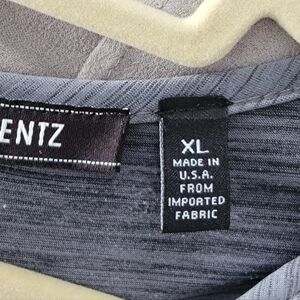 ENTZ
XL
MADE IN
U.S.A.
FROM
IMPORTED
FABRIC